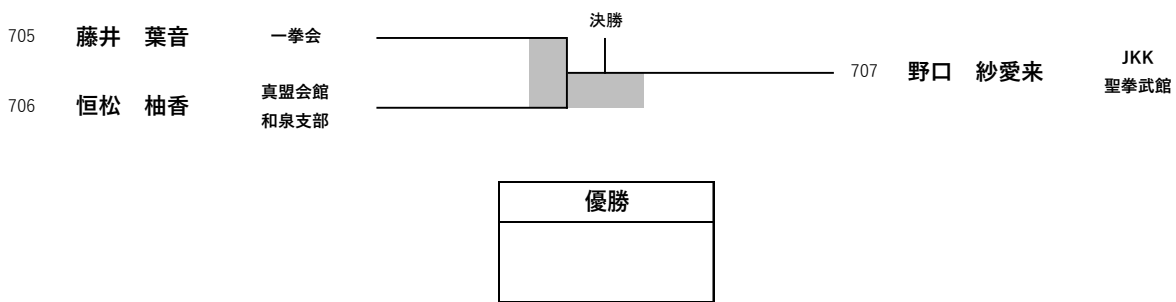 決勝
705 藤井　葉音 一拳会
706 恒松　柚香 真盟会館
和泉支部
707 野口　紗愛来 JKK
聖拳武館
優勝